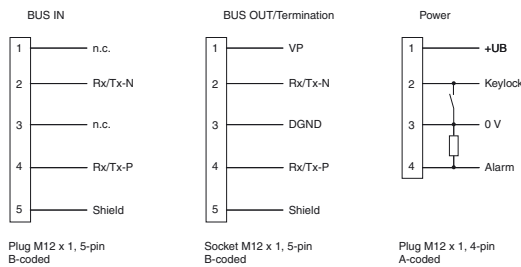 BUS IN
1 n.c.
2 Rx/Tx-N
3 n.c.
4 Rx/Tx-P
5 Shield
Plug M12 x 1, 5-pin
B-coded
BUS OUT/Termination
1 VP
2 Rx/Tx-N
3 DGND
4 Rx/Tx-P
5 Shield
Socket M12 x 1, 5-pin
B-coded
Power
1 +UB
2 Keylock
3 0 V
4 Alarm
Plug M12 x 1, 4-pin
A-coded